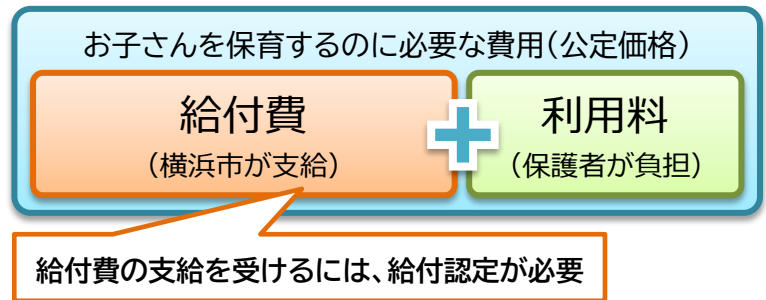 お子さんを保育するのに必要な費用(公定価格)
給付費
(横浜市が支給)
利用料
(保護者が負担)
給付費の支給を受けるには、給付認定が必要